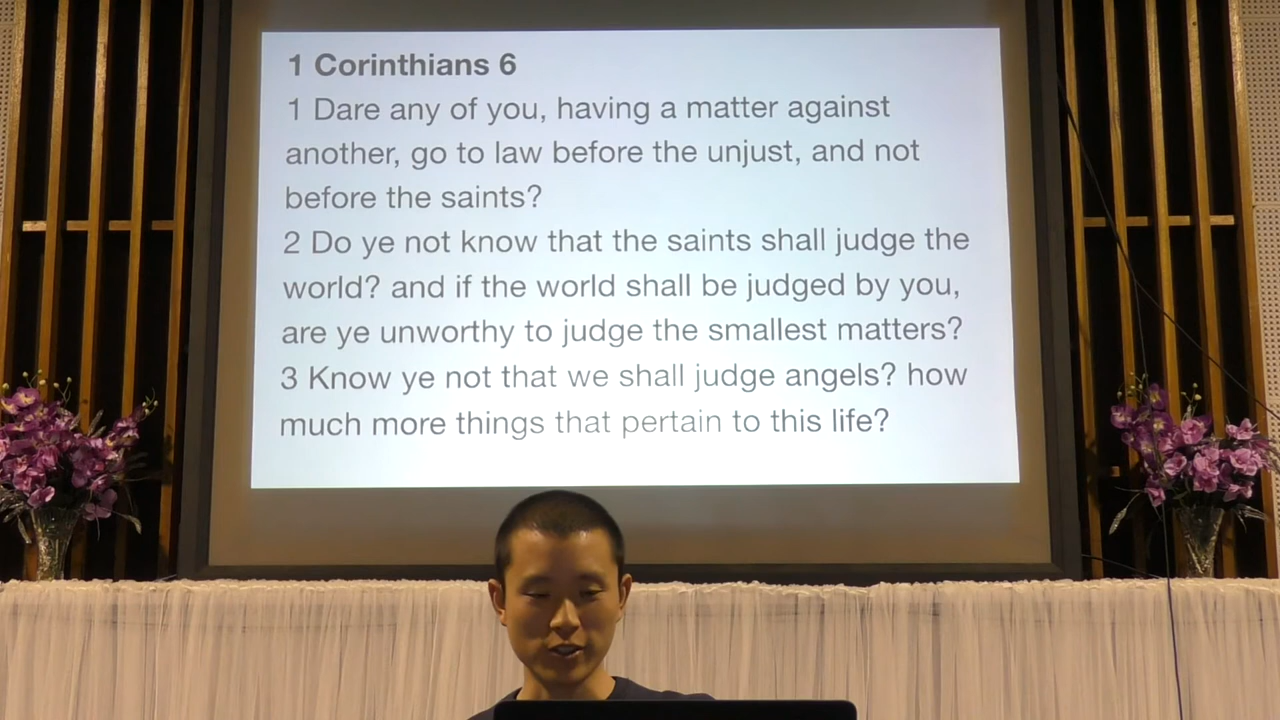 1 Corinthians 6
1 Dare any of you, having a matter against
another, go to law before the unjust, and not
before the saints?
2 Do ye not know that the saints shall judge the
world? and if the world shall be judged by you,
are ye unworthy to judge the smallest matters?
3 Know ye not that we shall judge angels? how
much more things that pertain to this life?